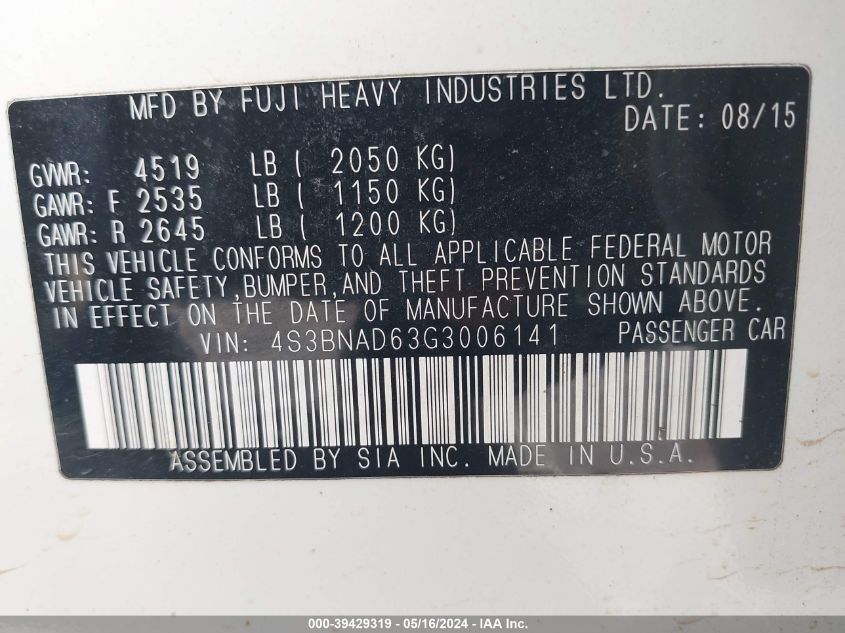 MFD BY FUJI HEAVY INDUSTRIES LTD.
DATE: 08/15
GVWR: 4519 LB ( 2050 KG)
GAWR: F 2535 LB ( 1150 KG)
GAWR: R 2645 LB ( 1200 KG)
THIS VEHICLE CONFORMS TO ALL APPLICABLE FEDERAL MOTOR
VEHICLE SAFETY,BUMPER,AND THEFT PREVENTION STANDARDS
IN EFFECT ON THE DATE OF MANUFACTURE SHOWN ABOVE.
VIN: 4S3BNAD63G3006141 PASSENGER CAR
ASSEMBLED BY SIA INC. MADE IN U.S.A.
000-39429319 - 05/16/2024 - IAA Inc.